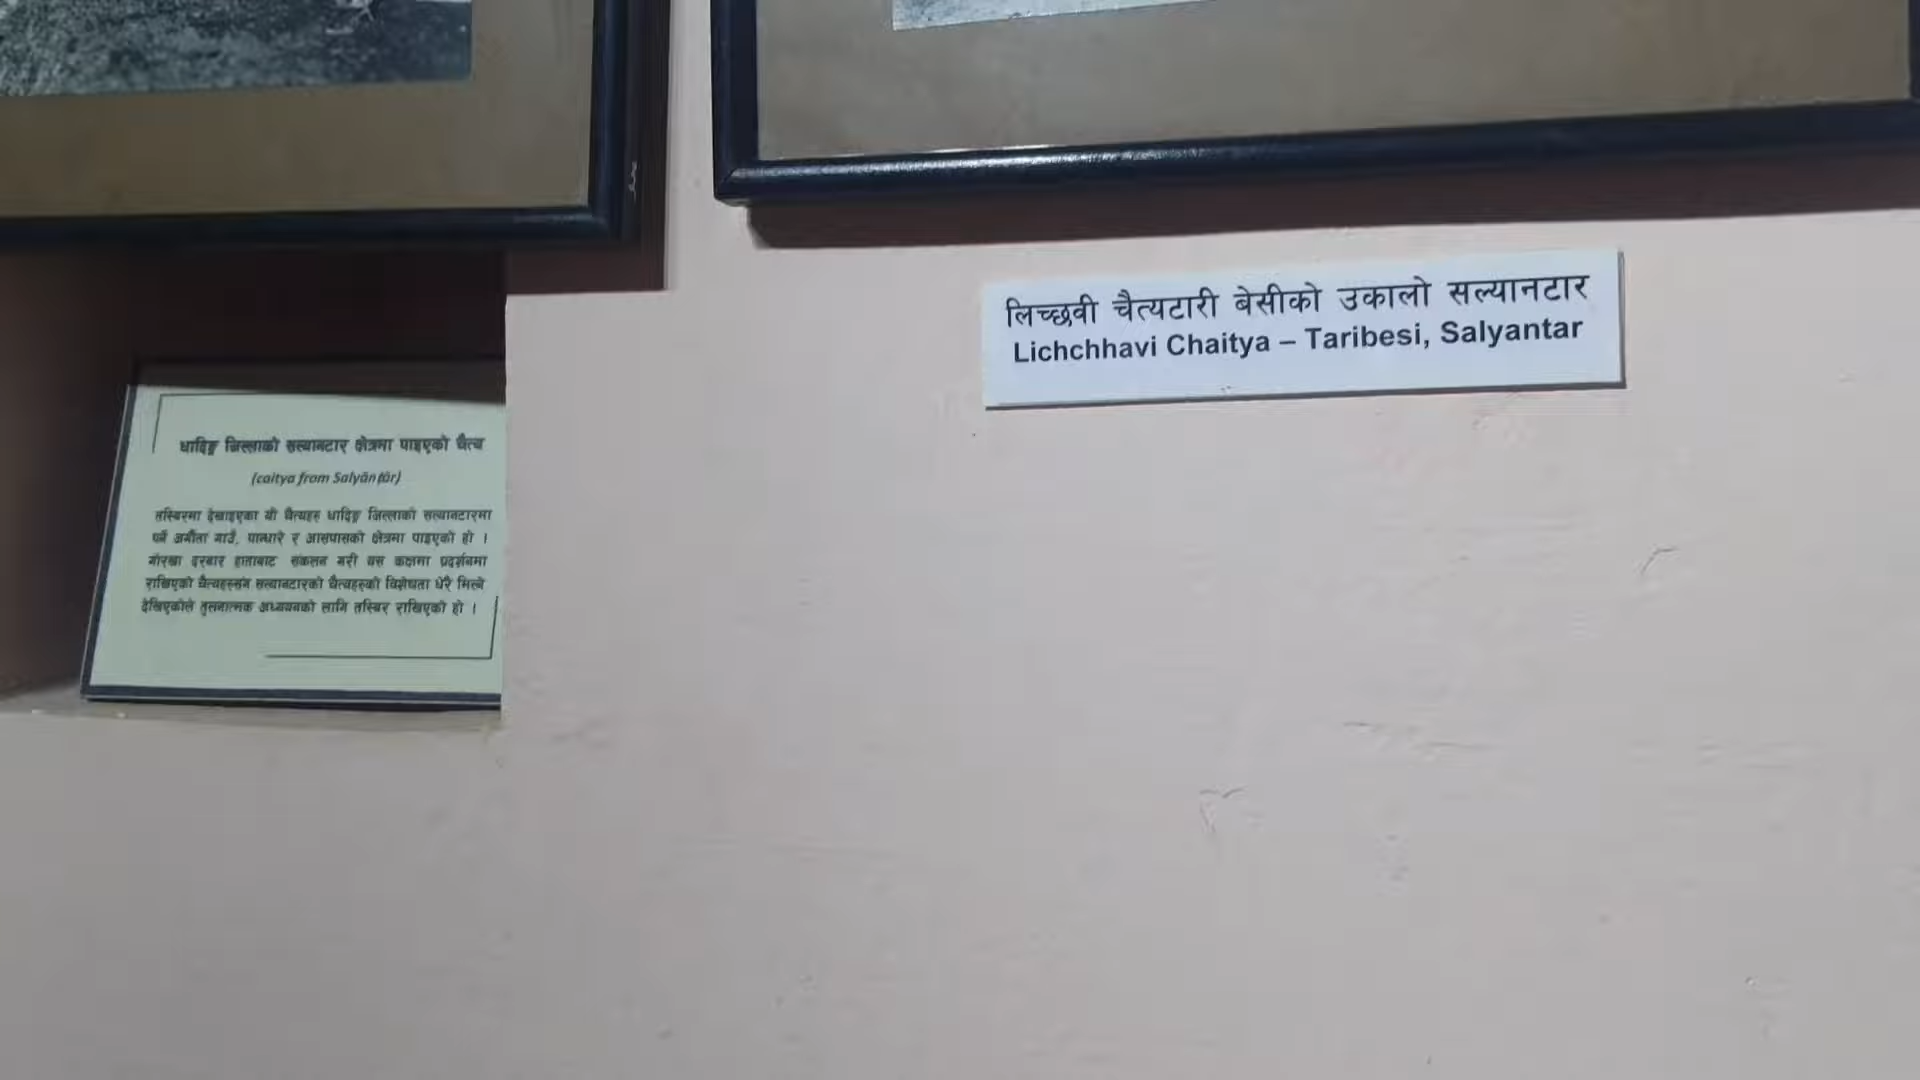 लिच्छवी चैत्यटारी बेसीको उकालो सल्यानटार
Lichchhavi Chaitya – Taribesi, Salyantar
धादिङ्ग जिल्लाको सल्यानटार क्षेत्रमा पाइएको चैत्य
(caitya from Salyāntār)
तस्बिरमा देखाइएका यी चैत्यहरु धादिङ्ग जिल्लाको सल्यानटारमा
पर्ने गाउँ, र आसपासको क्षेत्रमा पाइएको हो ।
गोरखा दरबार हाताबाट संकलन गरी यस कक्षमा प्रदर्शनमा
राखिएको चैत्यहरुसंग सल्यानटारको चैत्यहरुको विशेषता धेरै मिल्ने
देखिएकोले तुलनात्मक अध्ययनको लागि तस्बिर राखिएको हो ।